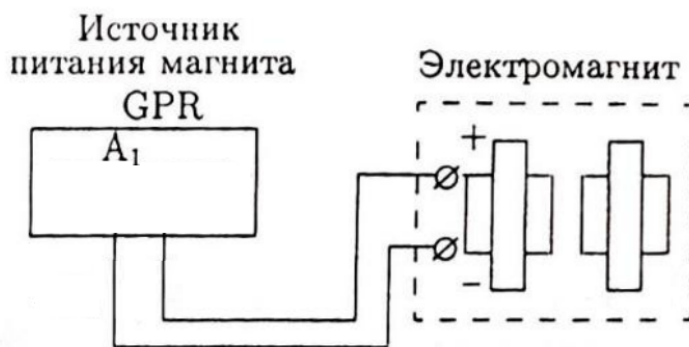 Источник
питания магнита
GPR
A₁
Электромагнит
+
−